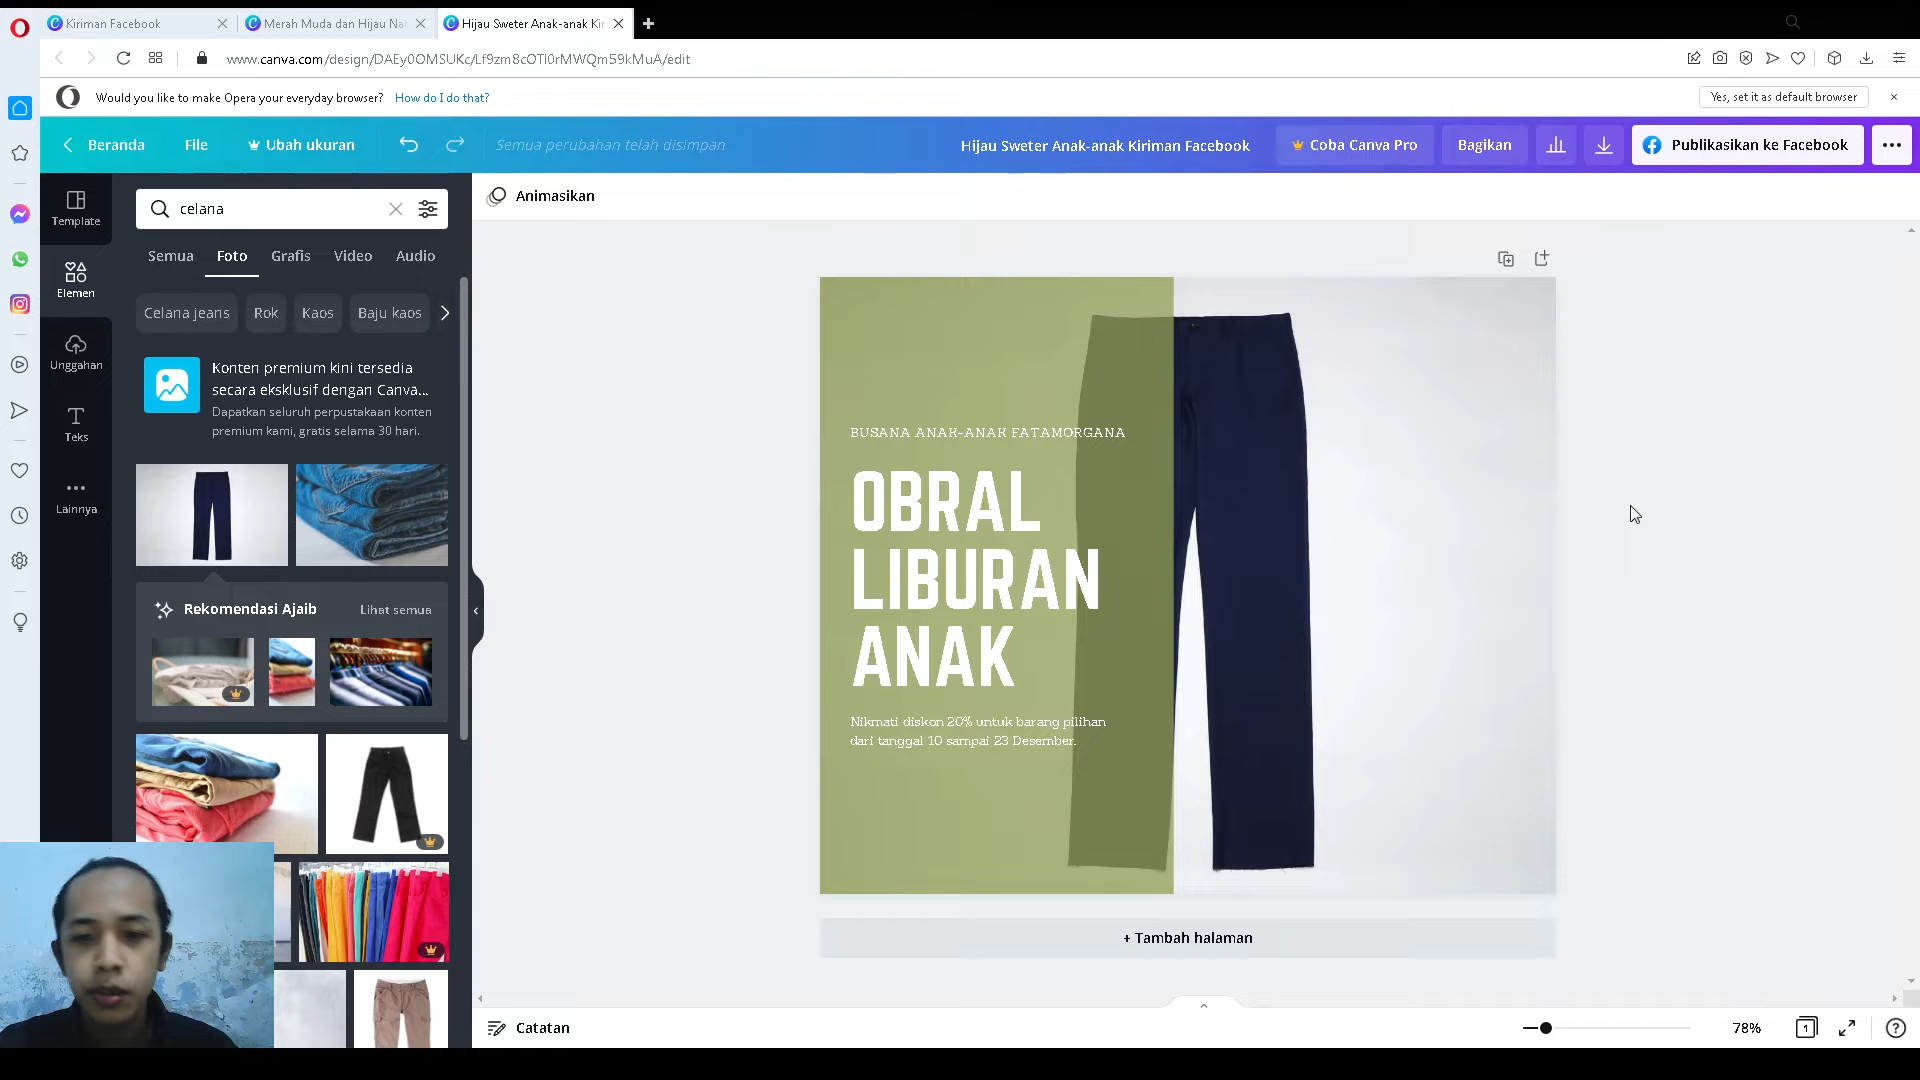 Kiriman Facebook
Merah Muda dan Hijau Nat
Hijau Sweter Anak-anak Kir
www.canva.com/design/DAEy0OMSUKc/Lf9zm8cOTl0rMWQm59kMuA/edit
Would you like to make Opera your everyday browser? How do I do that?
Yes, set it as default browser
Beranda
File
Ubah ukuran
Semua perubahan telah disimpan
Hijau Sweter Anak-anak Kiriman Facebook
Coba Canva Pro
Bagikan
Publikasikan ke Facebook
Template
Elemen
Unggahan
Teks
Lainnya
celana
Semua
Foto
Grafis
Video
Audio
Celana jeans
Rok
Kaos
Baju kaos
Konten premium kini tersedia
secara eksklusif dengan Canva...
Dapatkan seluruh perpustakaan konten
premium kami, gratis selama 30 hari.
Rekomendasi Ajaib
Lihat semua
Animasikan
BUSANA ANAK-ANAK FATAMORGANA
OBRAL
LIBURAN
ANAK
Nikmati diskon 20% untuk barang pilihan
dari tanggal 10 sampai 23 Desember.
+ Tambah halaman
Catatan
78%
1